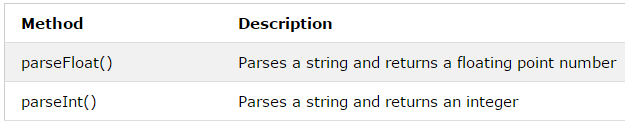 Method Description
parseFloat() Parses a string and returns a floating point number
parseInt() Parses a string and returns an integer